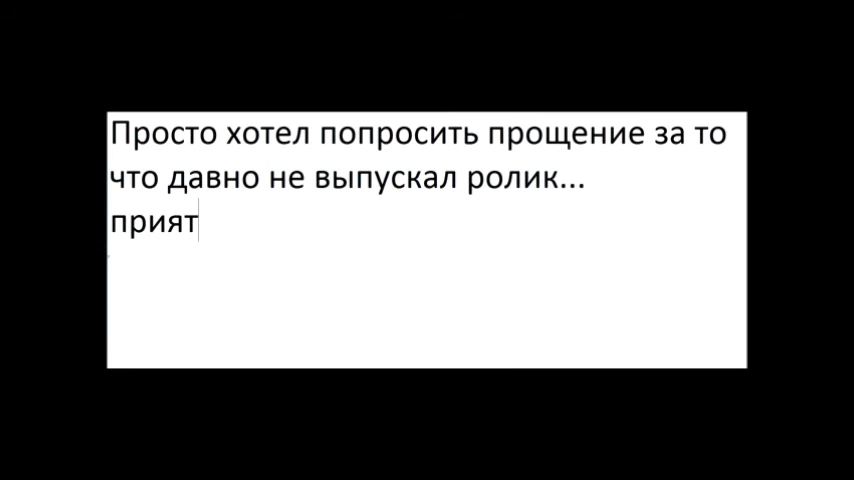 Просто хотел попросить прощение за то
что давно не выпускал ролик...
прият